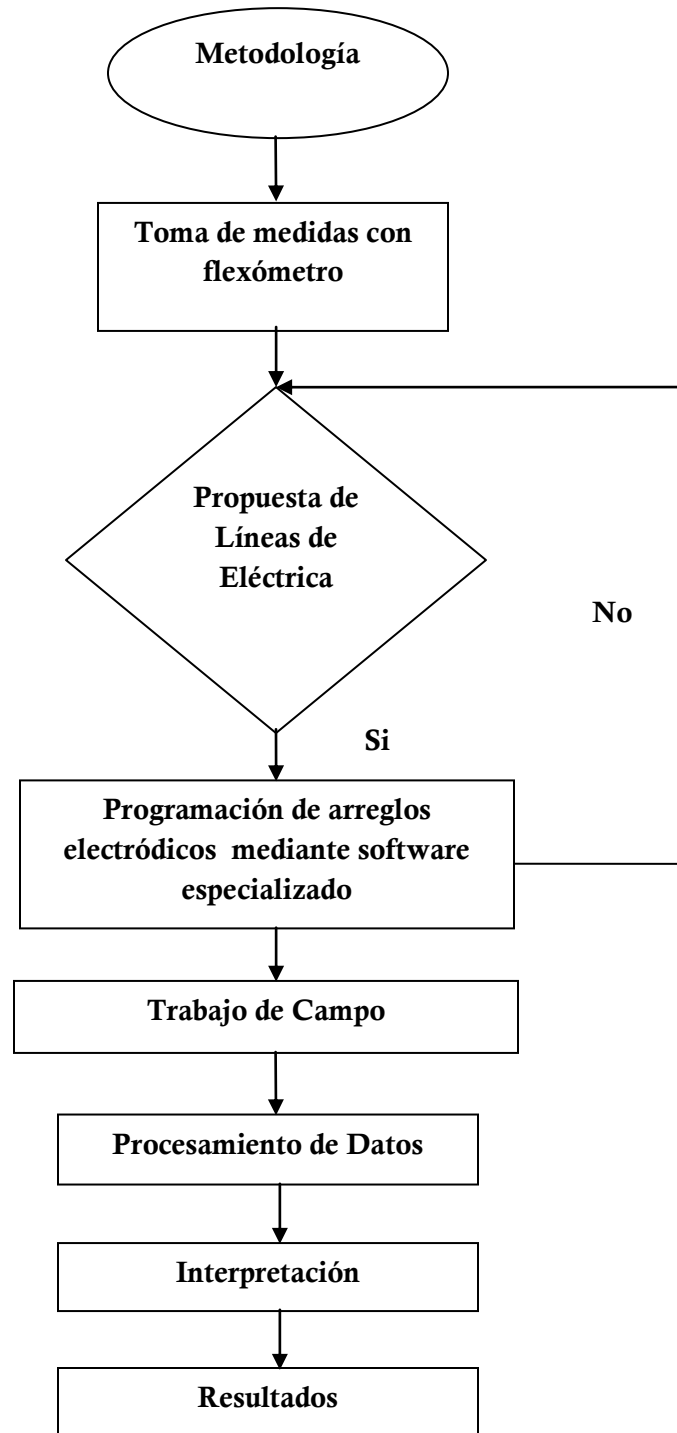 Metodología
Toma de medidas con
flexómetro
Propuesta de
Líneas de
Eléctrica
No
Si
Programación de arreglos
electródicos mediante software
especializado
Trabajo de Campo
Procesamiento de Datos
Interpretación
Resultados